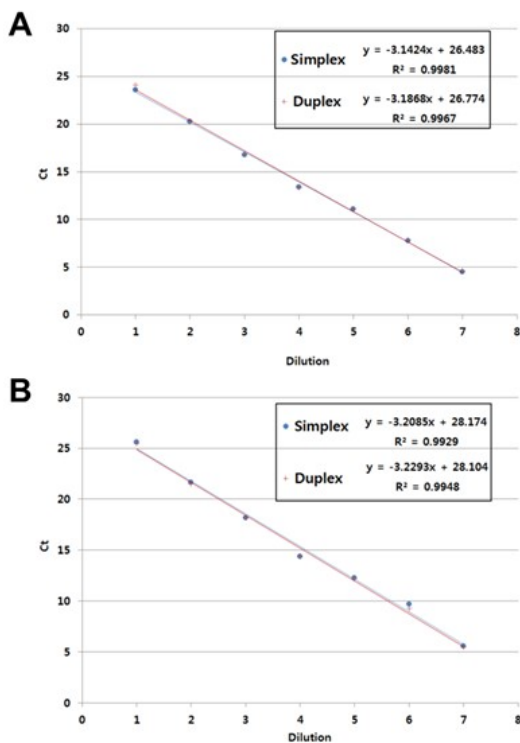 A
30
25
20
15
10
5
0
Ct
Simplex y = -3.1424x + 26.483
R² = 0.9981
Duplex y = -3.1868x + 26.774
R² = 0.9967
0 1 2 3 4 5 6 7 8
Dilution
B
30
25
20
15
10
5
0
Ct
Simplex y = -3.2085x + 28.174
R² = 0.9929
Duplex y = -3.2293x + 28.104
R² = 0.9948
0 1 2 3 4 5 6 7 8
Dilution